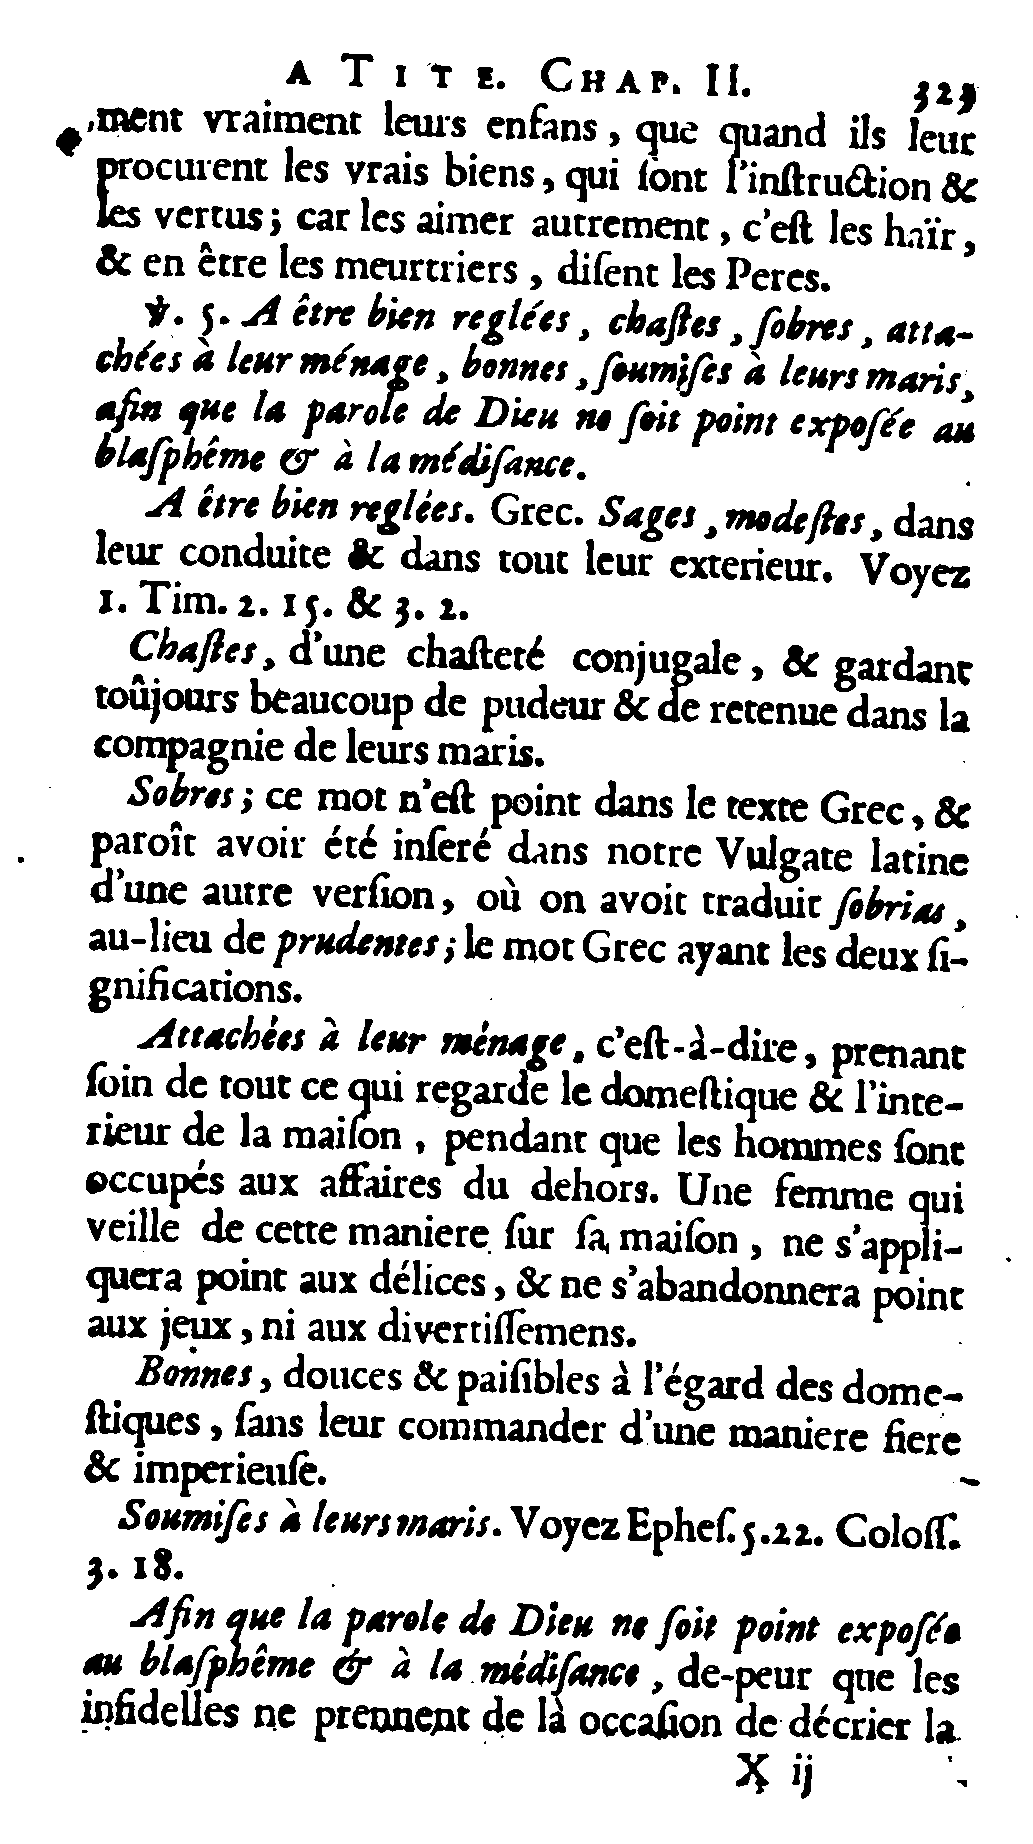 A TITE. CHAP. II. 323
ment vraiment leurs enfans, que quand ils leur
procurent les vrais biens, qui ſont l'inſtruction &
les vertus; car les aimer autrement, c'eſt les haïr,
& en être les meurtriers, diſent les Peres.
℣. 5. A être bien reglées, chaſtes, ſobres, atta-
chées à leur ménage, bonnes, ſoumiſes à leurs maris,
afin que la parole de Dieu ne ſoit point expoſée au
blaſphême & à la médiſance.
A être bien reglées. Grec. Sages, modeſtes, dans
leur conduite & dans tout leur exterieur. Voyez
1. Tim. 2. 15. & 3. 2.
Chaſtes, d'une chaſteté conjugale, & gardant
toûjours beaucoup de pudeur & de retenue dans la
compagnie de leurs maris.
Sobres; ce mot n'eſt point dans le texte Grec, &
paroît avoir été inſeré dans notre Vulgate latine
d'une autre verſion, où on avoit traduit ſobrias,
au-lieu de prudentes; le mot Grec ayant les deux ſi-
gnifications.
Attachées à leur ménage, c'eſt-à-dire, prenant
ſoin de tout ce qui regarde le domeſtique & l'inte-
rieur de la maiſon, pendant que les hommes ſont
occupés aux affaires du dehors. Une femme qui
veille de cette maniere ſur ſa maiſon, ne s'appli-
quera point aux délices, & ne s'abandonnera point
aux jeux, ni aux divertiſſemens.
Bonnes, douces & paiſibles à l'égard des dome-
ſtiques, ſans leur commander d'une maniere fiere
& imperieuſe.
Soumiſes à leurs maris. Voyez Epheſ. 5. 22. Coloſſ.
3. 18.
Afin que la parole de Dieu ne ſoit point expoſée
au blaſphême & à la médiſance, de-peur que les
infidelles ne prennent de là occaſion de décrier la
X ij